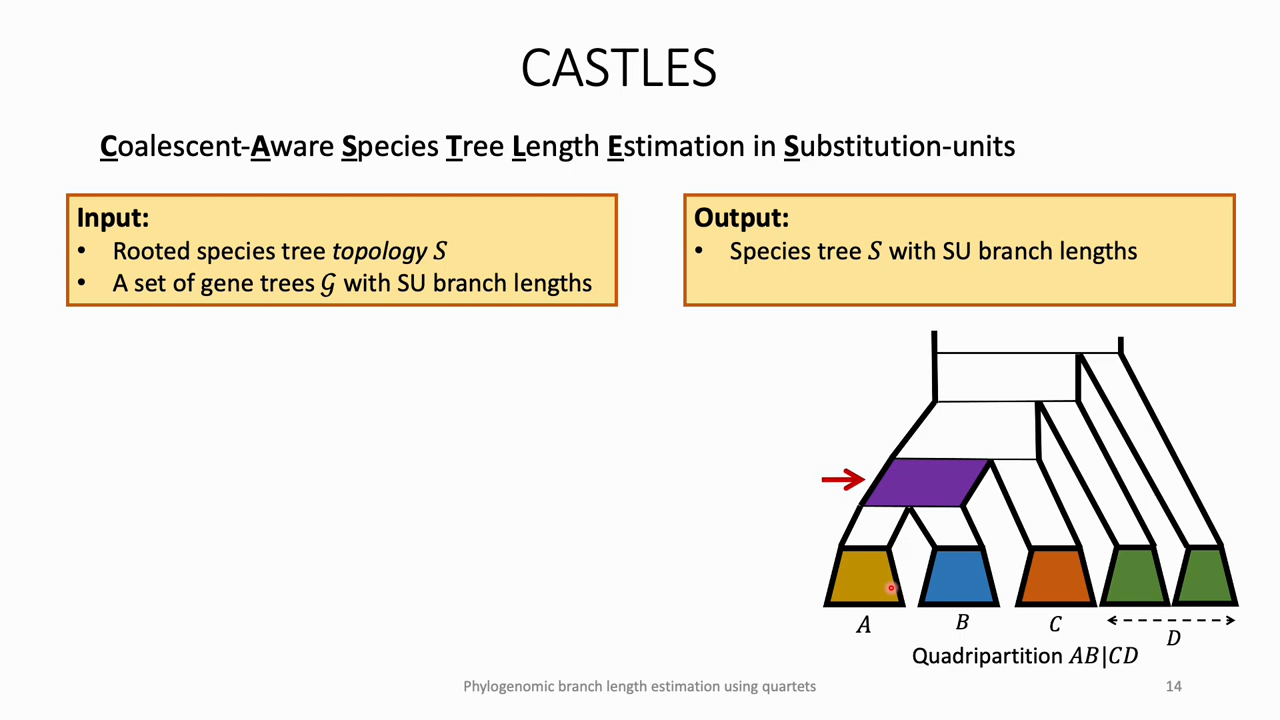 CASTLES
Coalescent-Aware Species Tree Length Estimation in Substitution-units
Input:
• Rooted species tree topology S
• A set of gene trees 𝒢 with SU branch lengths
Output:
• Species tree S with SU branch lengths
A
B
C
D
Quadripartition AB|CD
Phylogenomic branch length estimation using quartets
14